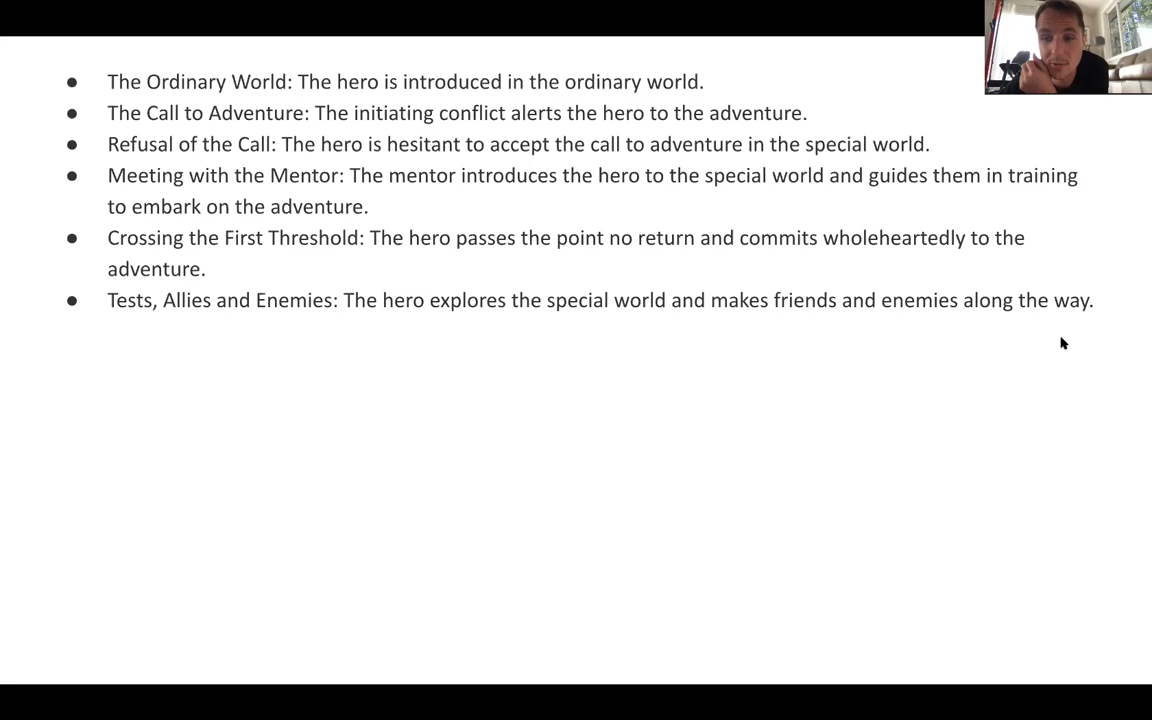 ● The Ordinary World: The hero is introduced in the ordinary world.
● The Call to Adventure: The initiating conflict alerts the hero to the adventure.
● Refusal of the Call: The hero is hesitant to accept the call to adventure in the special world.
● Meeting with the Mentor: The mentor introduces the hero to the special world and guides them in training
to embark on the adventure.
● Crossing the First Threshold: The hero passes the point no return and commits wholeheartedly to the
adventure.
● Tests, Allies and Enemies: The hero explores the special world and makes friends and enemies along the way.